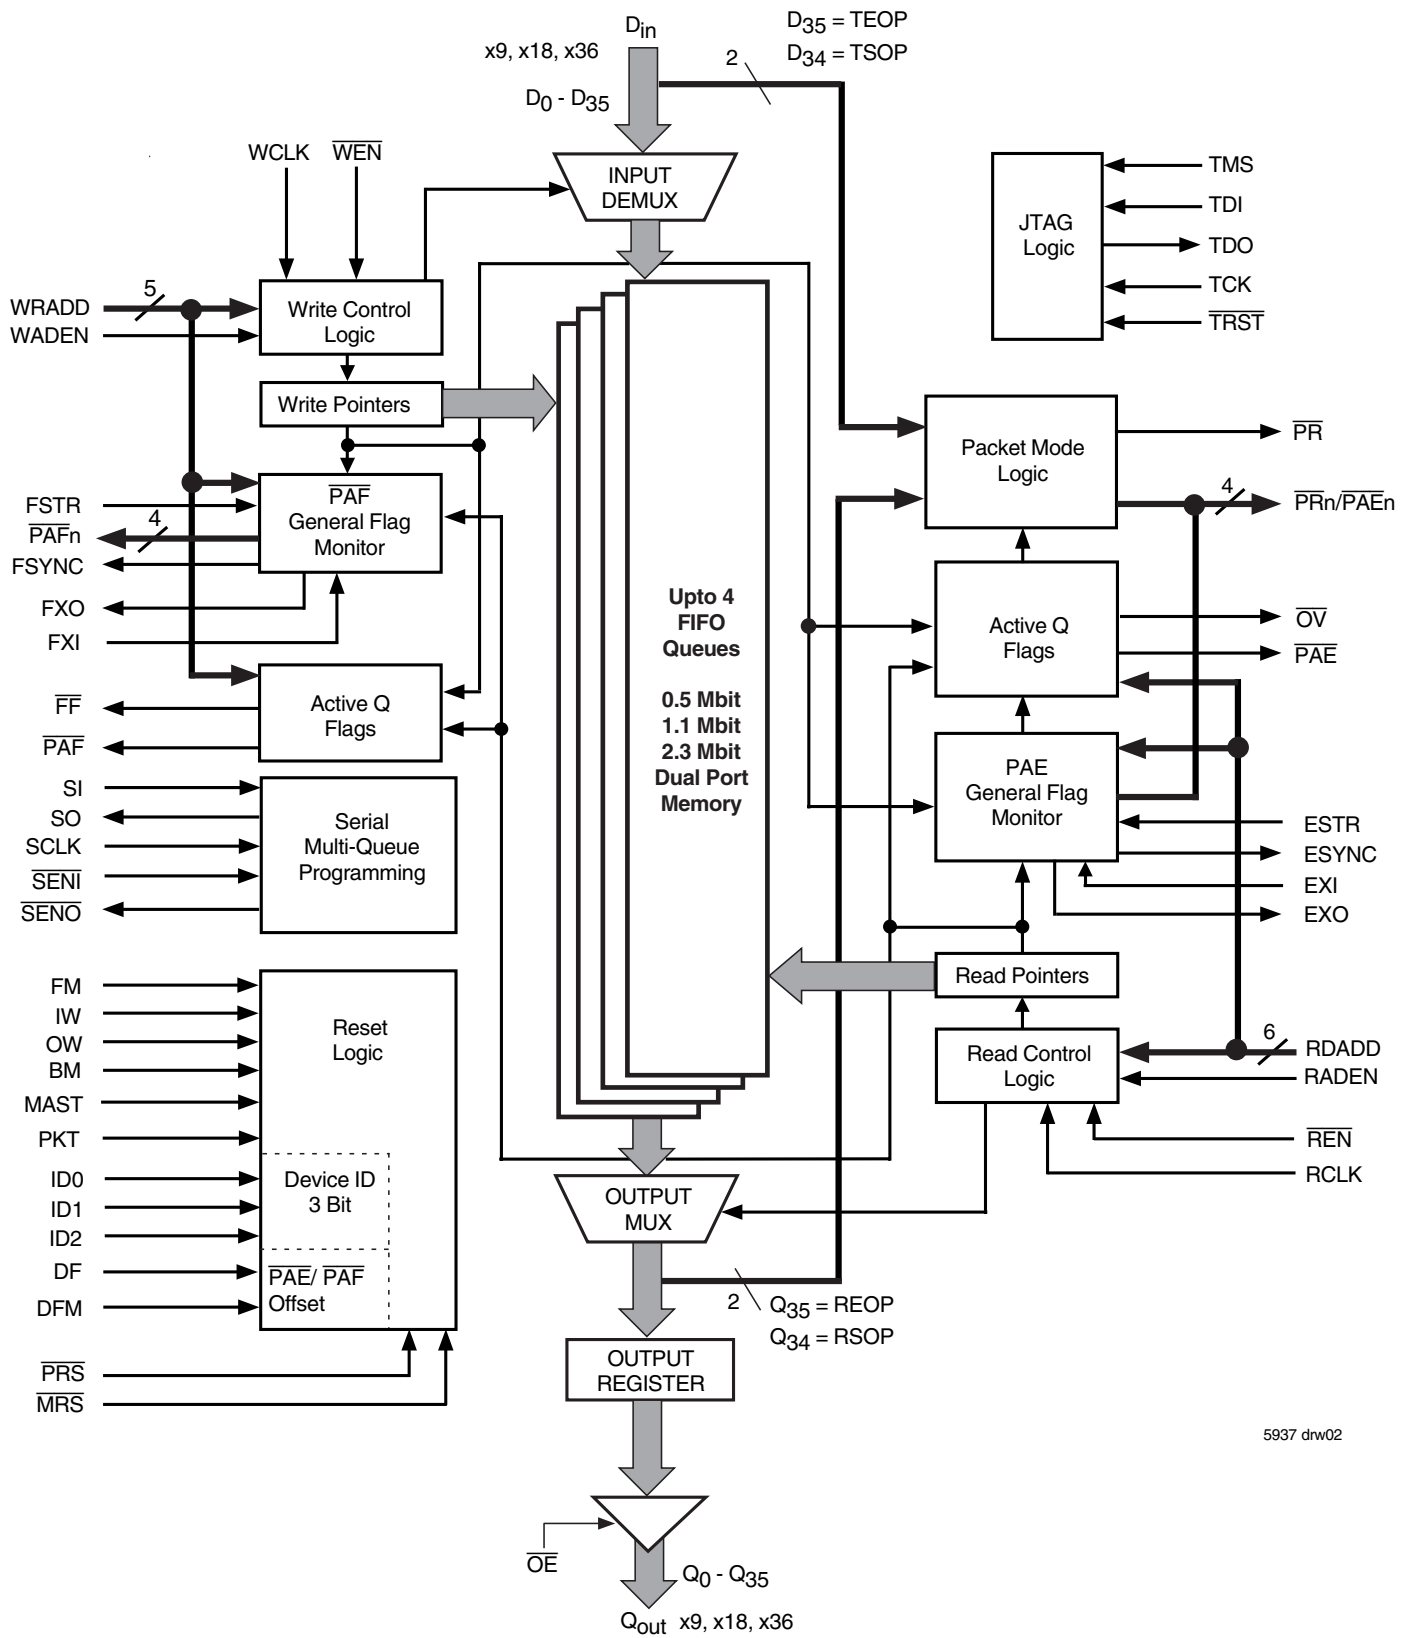 Din
x9, x18, x36
D0 - D35
D35 = TEOP
D34 = TSOP
2
WCLK
WEN
INPUT
DEMUX
JTAG
Logic
TMS
TDI
TDO
TCK
TRST
WRADD
5
WADEN
Write Control
Logic
Write Pointers
FSTR
PAFn
4
FSYNC
FXO
FXI
PAF
General Flag
Monitor
FF
PAF
Active Q
Flags
SI
SO
SCLK
SENI
SENO
Serial
Multi-Queue
Programming
Upto 4
FIFO
Queues
0.5 Mbit
1.1 Mbit
2.3 Mbit
Dual Port
Memory
Packet Mode
Logic
PR
4
PRn/PAEn
Active Q
Flags
OV
PAE
PAE
General Flag
Monitor
ESTR
ESYNC
EXI
EXO
Read Pointers
Read Control
Logic
6
RDADD
RADEN
REN
RCLK
FM
IW
OW
BM
MAST
PKT
ID0
ID1
ID2
DF
DFM
PRS
MRS
Reset
Logic
Device ID
3 Bit
PAE/ PAF
Offset
OUTPUT
MUX
2
Q35 = REOP
Q34 = RSOP
OUTPUT
REGISTER
OE
Q0 - Q35
Qout x9, x18, x36
5937 drw02